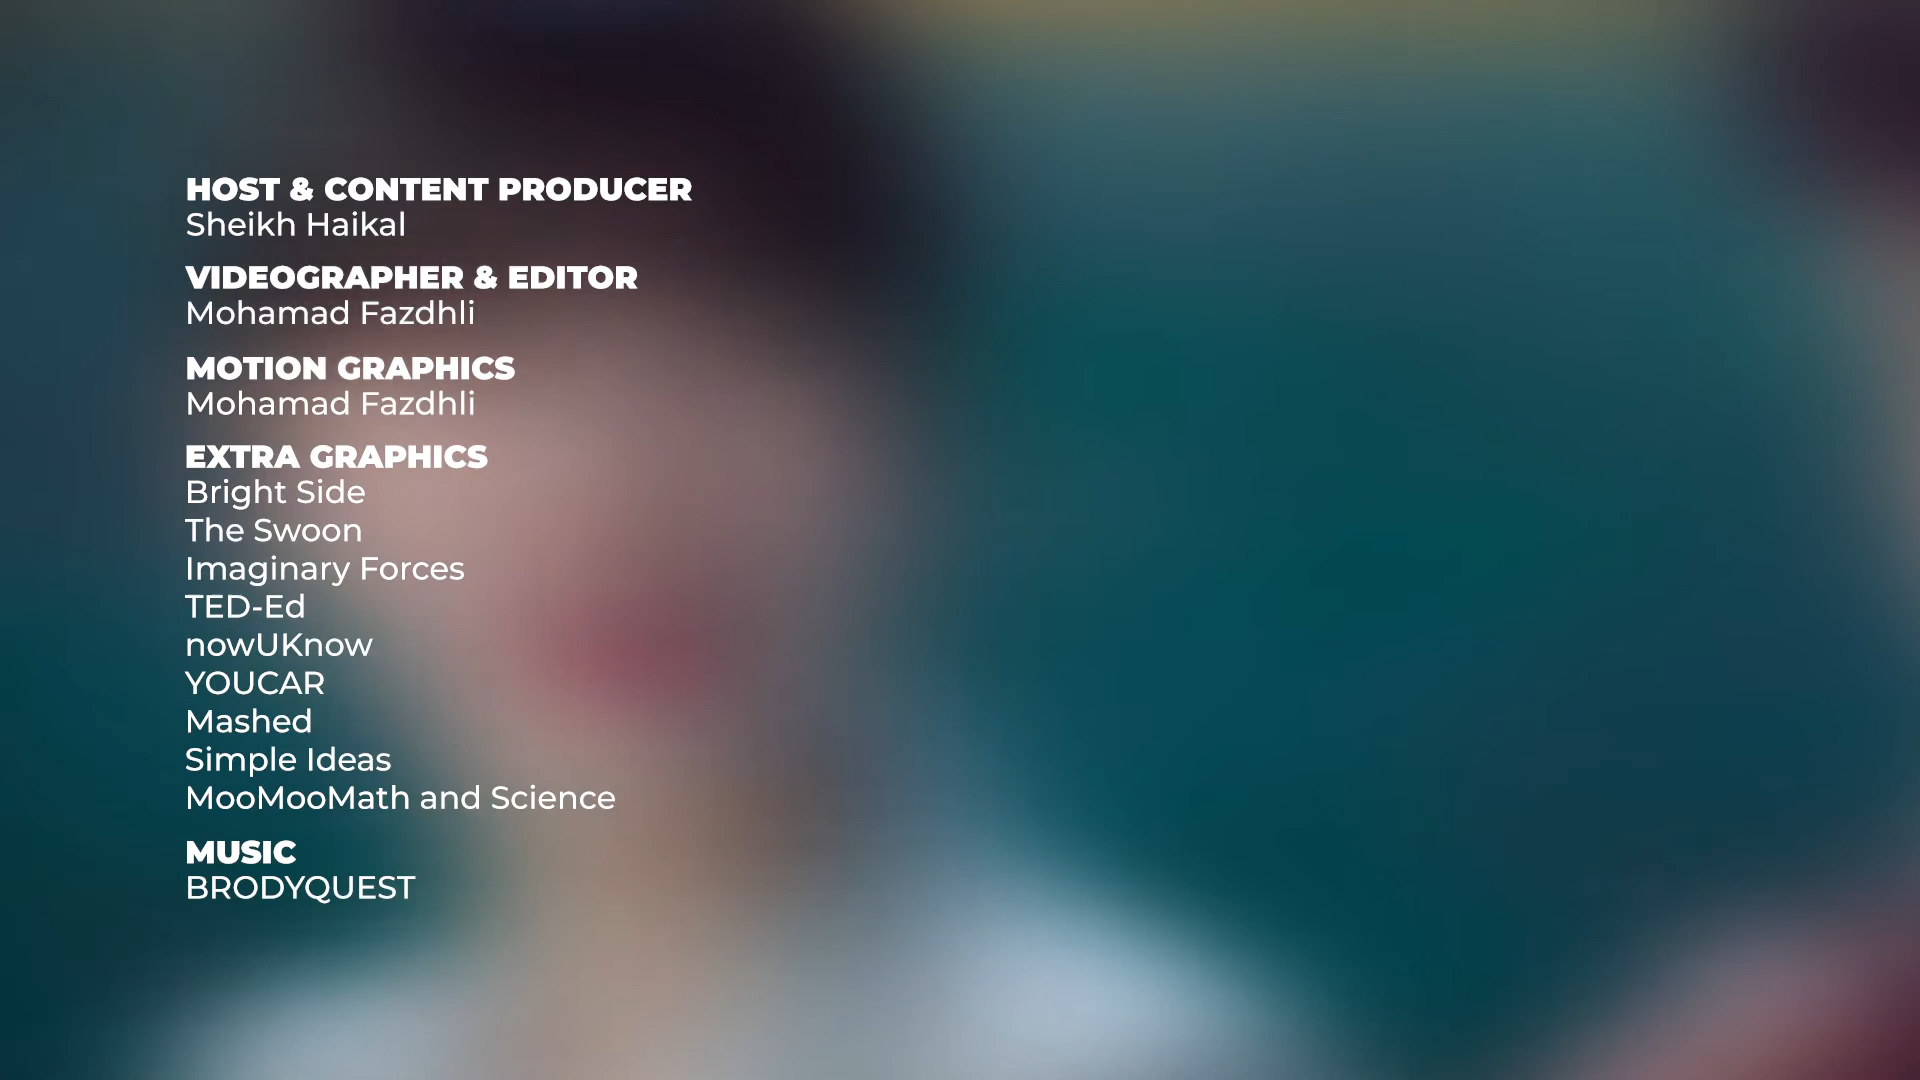 HOST & CONTENT PRODUCER
Sheikh Haikal
VIDEOGRAPHER & EDITOR
Mohamad Fazdhli
MOTION GRAPHICS
Mohamad Fazdhli
EXTRA GRAPHICS
Bright Side
The Swoon
Imaginary Forces
TED-Ed
nowUKnow
YOUCAR
Mashed
Simple Ideas
MooMooMath and Science
MUSIC
BRODYQUEST